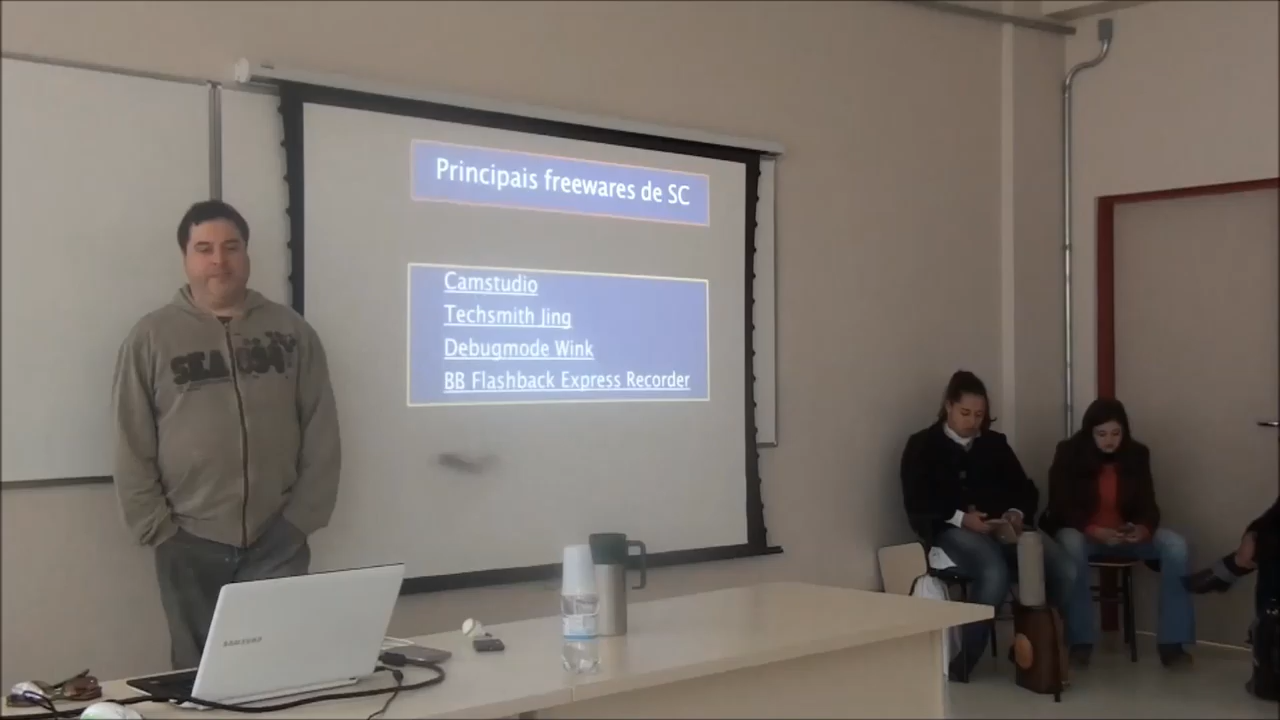 Principais freewares de SC
Camstudio
Techsmith Jing
Debugmode Wink
BB Flashback Express Recorder
SAMSUNG